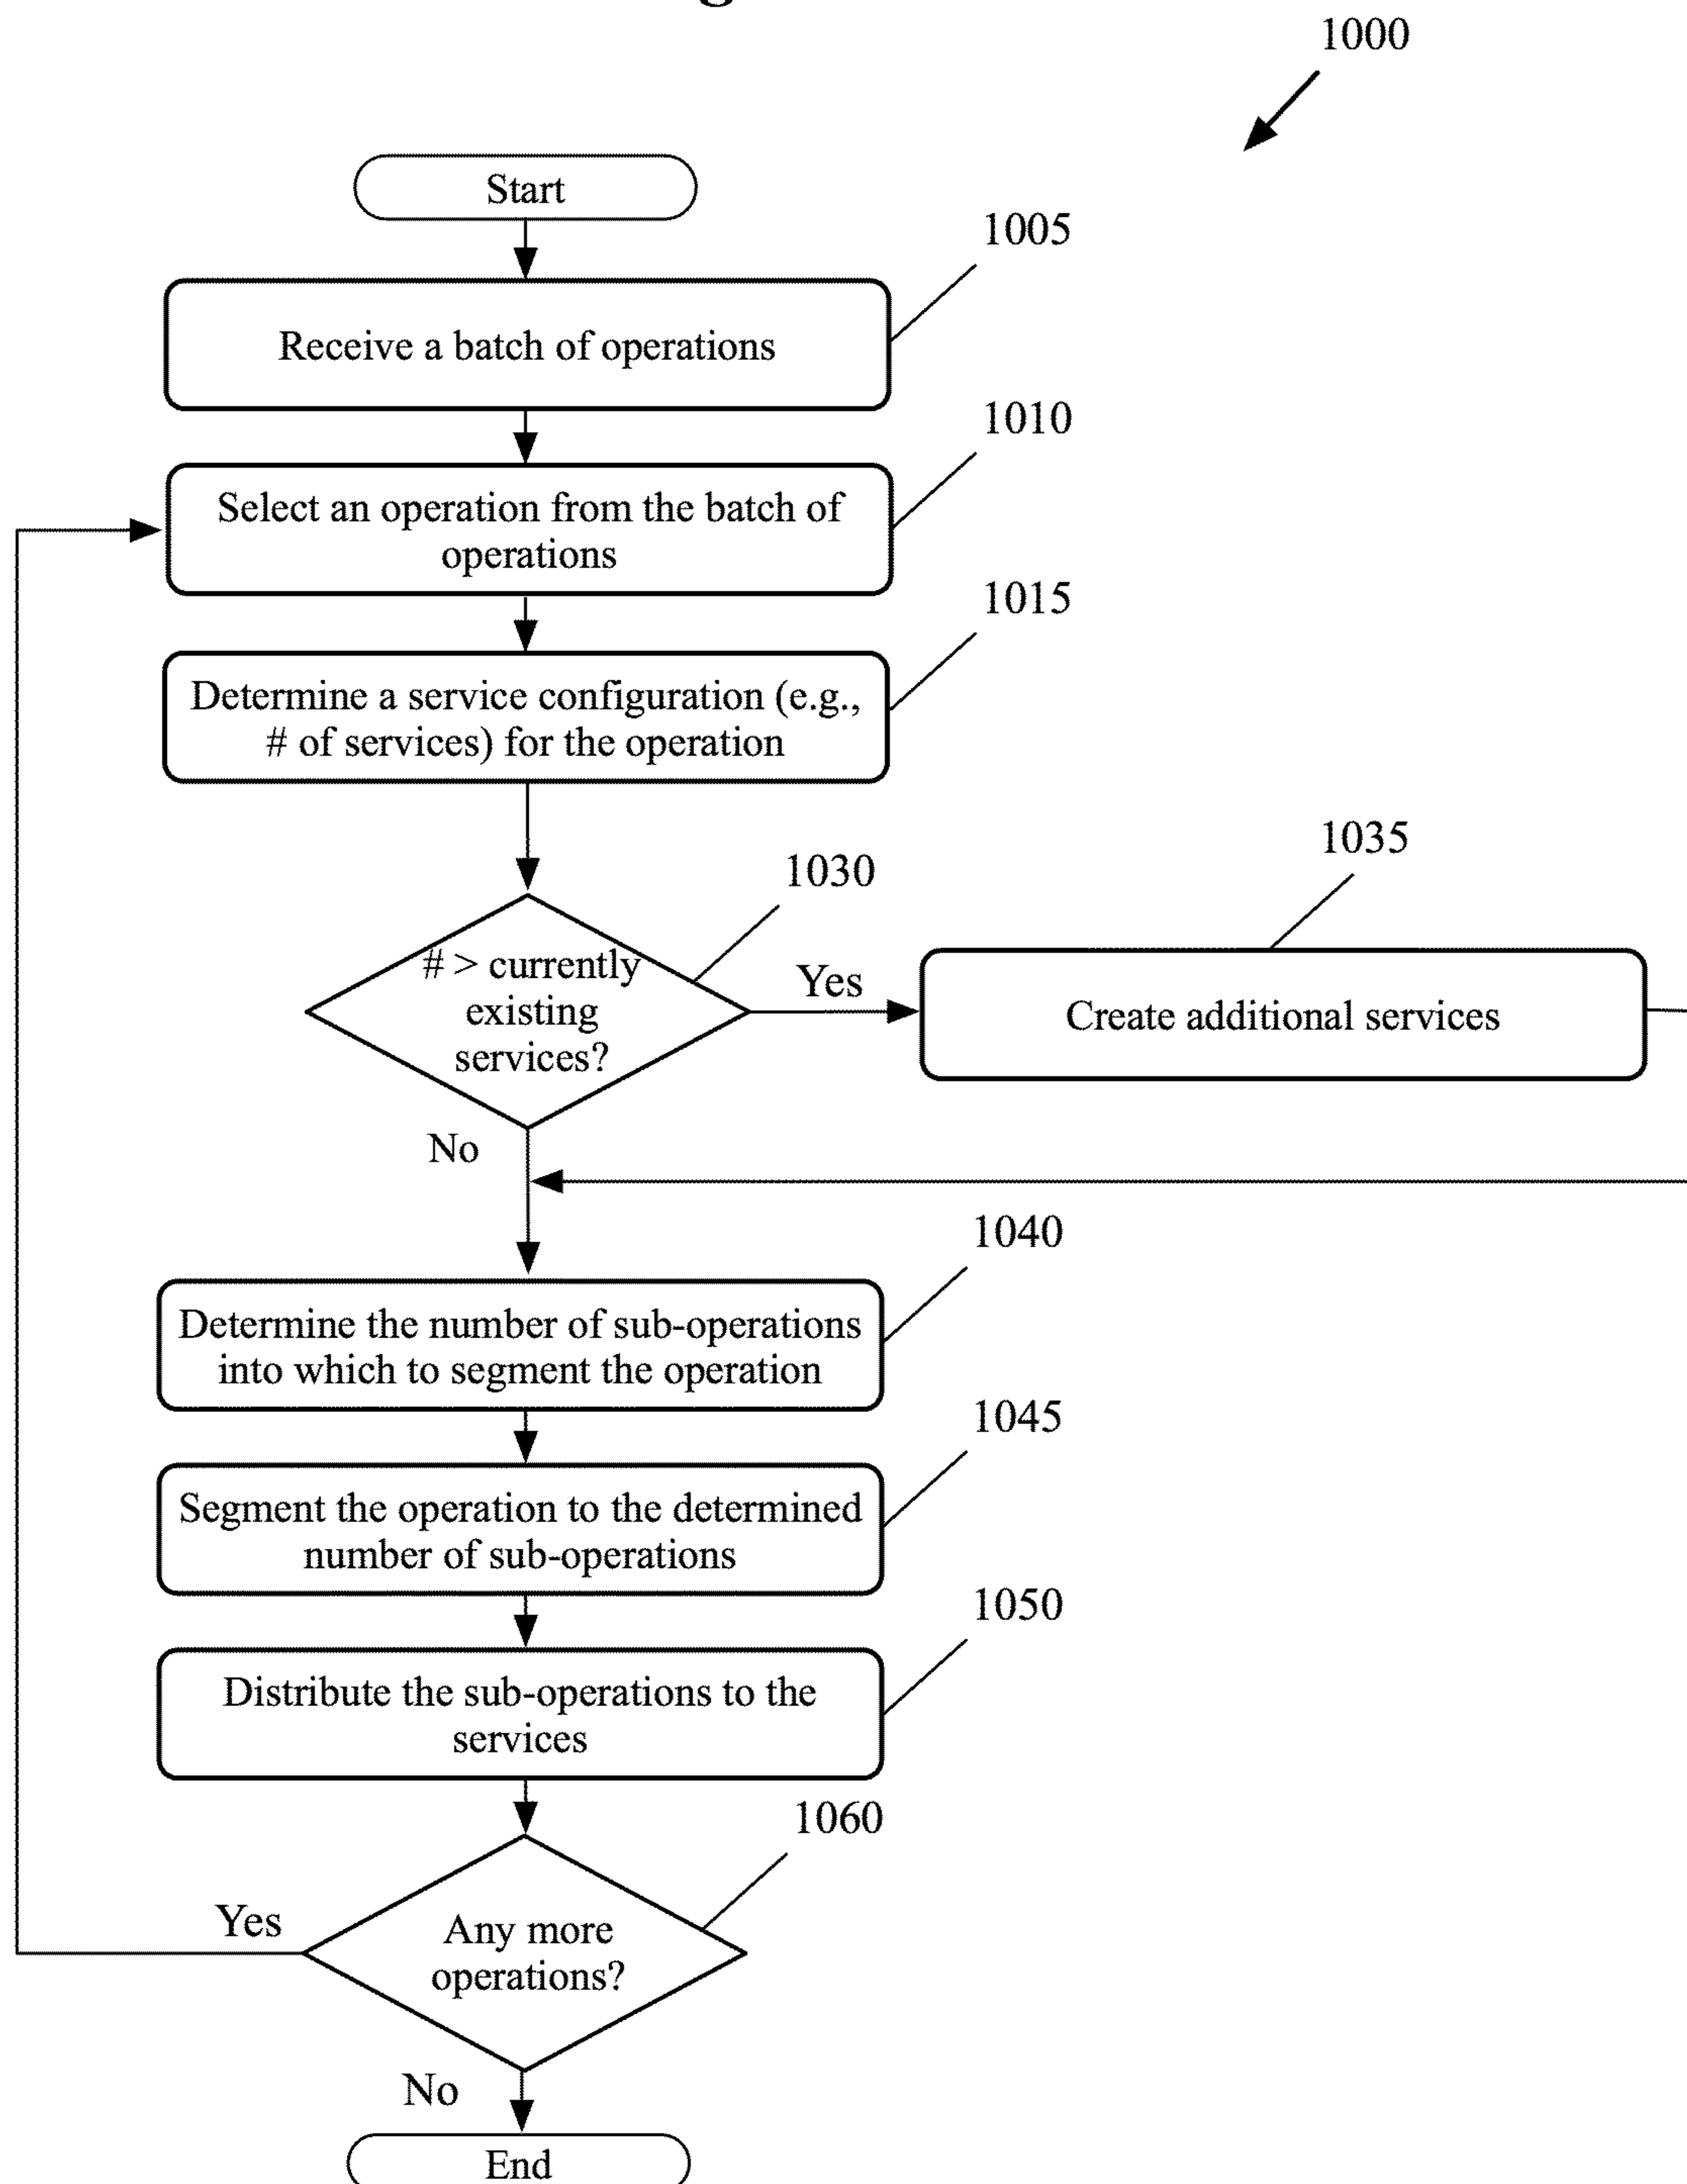 1000
Start
1005
Receive a batch of operations
1010
Select an operation from the batch of
operations
1015
Determine a service configuration (e.g.,
# of services) for the operation
1030
# > currently
existing
services?
Yes
1035
Create additional services
No
1040
Determine the number of sub-operations
into which to segment the operation
1045
Segment the operation to the determined
number of sub-operations
1050
Distribute the sub-operations to the
services
1060
Any more
operations?
Yes
No
End